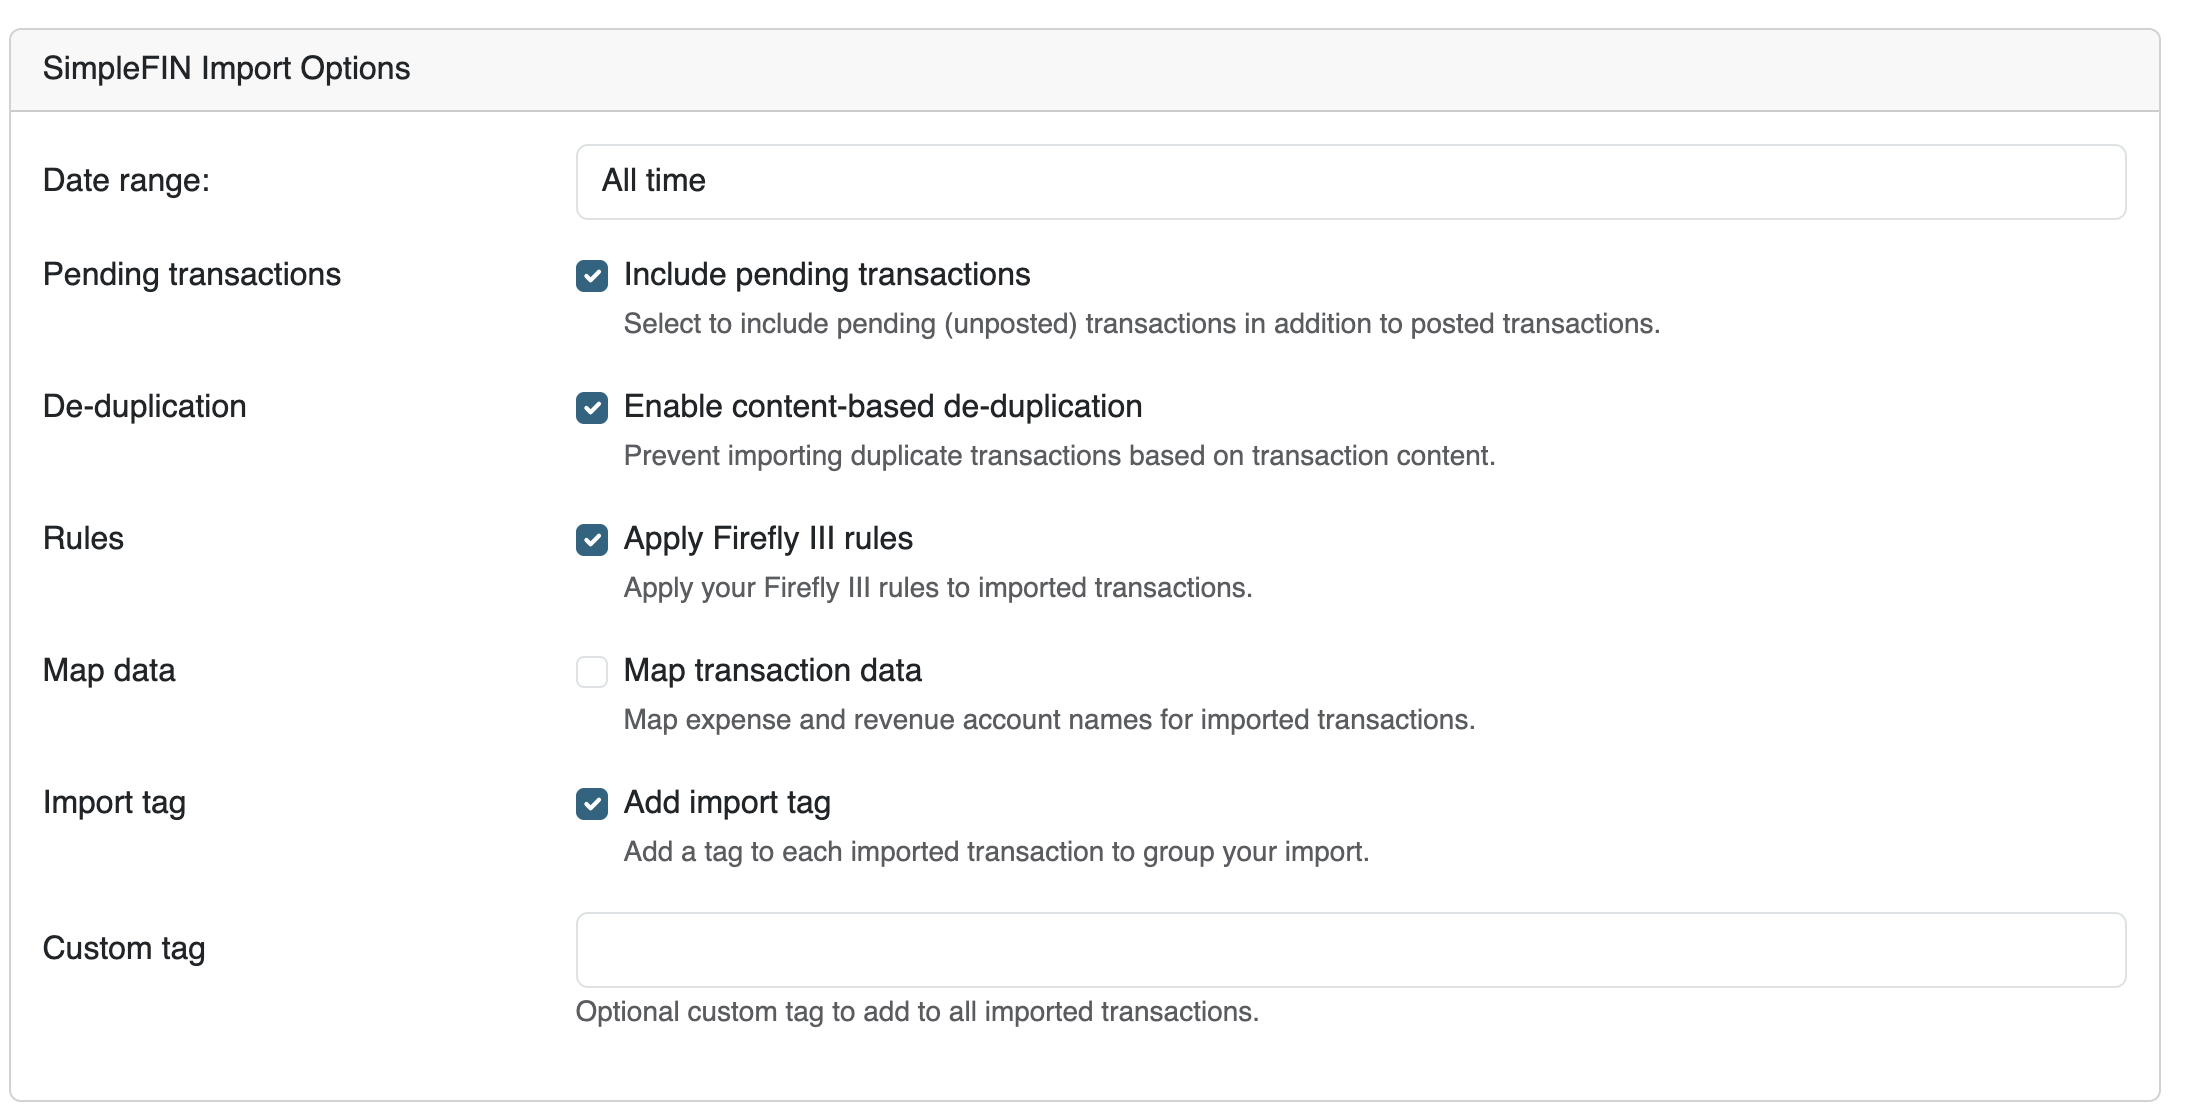 SimpleFIN Import Options
Date range:
All time
Pending transactions
Include pending transactions
Select to include pending (unposted) transactions in addition to posted transactions.
De-duplication
Enable content-based de-duplication
Prevent importing duplicate transactions based on transaction content.
Rules
Apply Firefly III rules
Apply your Firefly III rules to imported transactions.
Map data
Map transaction data
Map expense and revenue account names for imported transactions.
Import tag
Add import tag
Add a tag to each imported transaction to group your import.
Custom tag
Optional custom tag to add to all imported transactions.